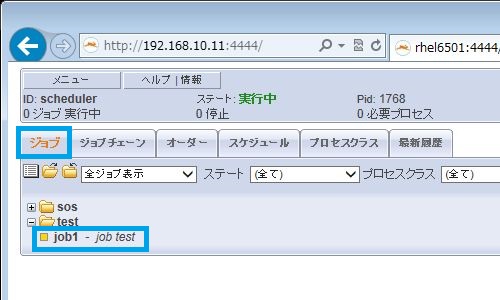 http://192.168.10.11:4444/
rhel6501:4444/
メニュー ヘルプ | 情報
ID: scheduler ステート: 実行中 Pid: 1768
0 ジョブ 実行中 0 停止 0 必要プロセス
ジョブ ジョブチェーン オーダー スケジュール プロセスクラス 最新履歴
全ジョブ表示 ステート (全て) プロセスクラス (全て)
sos
test
job1 - job test